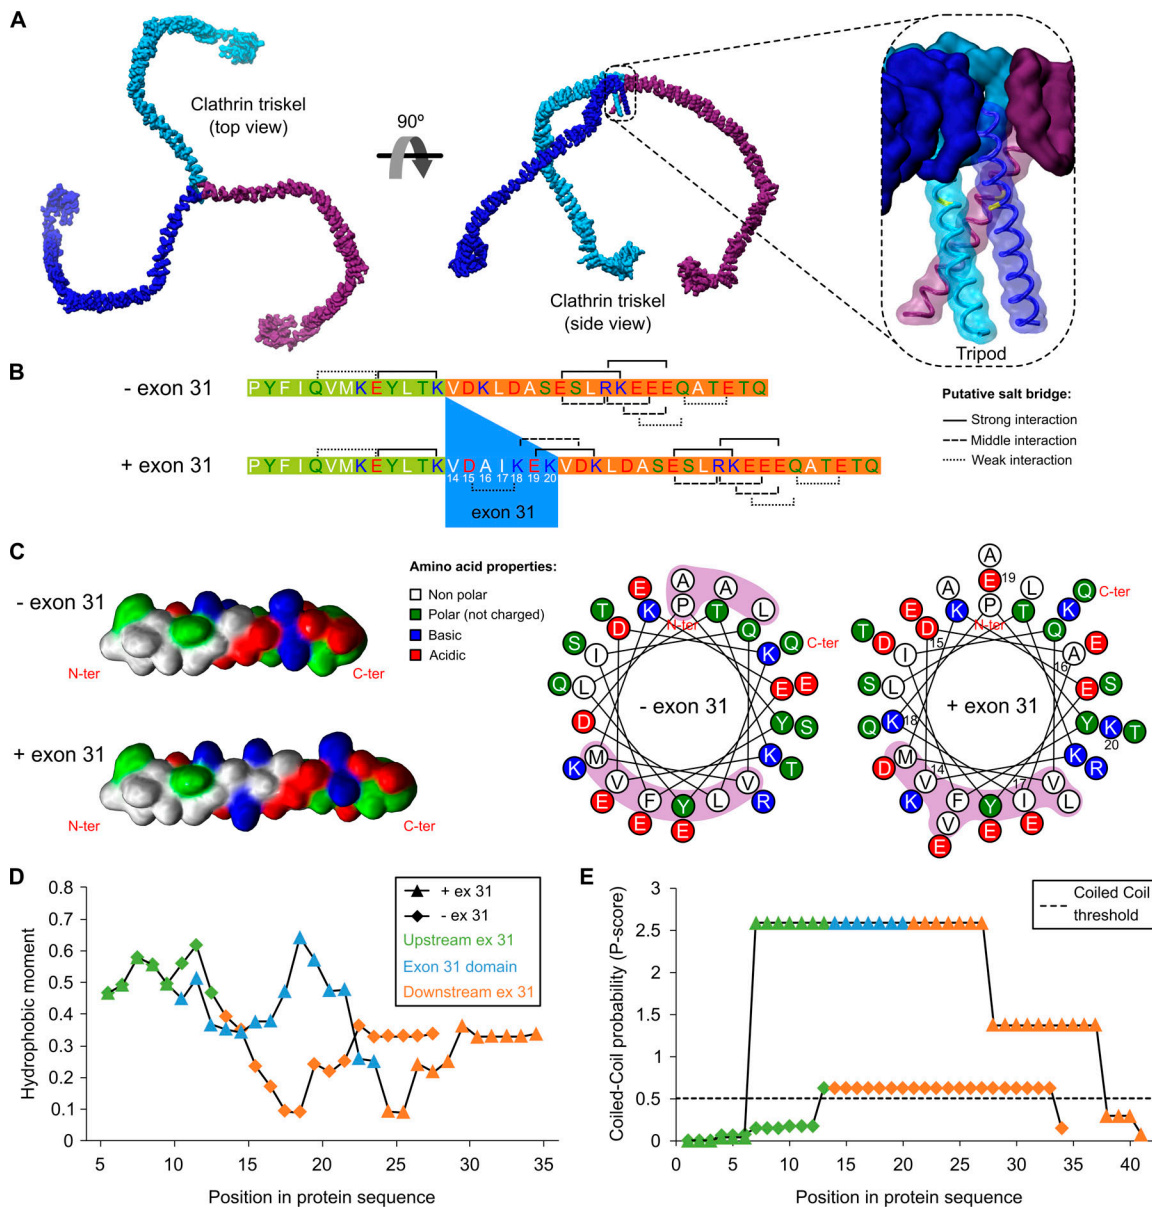 A
Clathrin triskel
(top view)
90º
Clathrin triskel
(side view)
Tripod
B
- exon 31
PYFIQVMKEYLTKVDKLDASESLRKEEEQATETQ
+ exon 31
PYFIQVMKEYLTKVDAIKEKVDKLDASESLRKEEEQATETQ
14 15 16 17 18 19 20
exon 31
Putative salt bridge:
Strong interaction
Middle interaction
Weak interaction
C
- exon 31
N-ter
C-ter
+ exon 31
N-ter
C-ter
Amino acid properties:
Non polar
Polar (not charged)
Basic
Acidic
A
E A A L
T K P T Q
N-ter
S D K Q C-ter
I
Q L E E
- exon 31
D Y S
K M K T
V V
E F Y L R
E E
A
E 19
A L Q C-ter
E K P T K
N-ter
T D D Q E
15
I A
16
S L E S
+ exon 31
Q K 18 Y K T
20
D M K R
14 17
K V V L
F Y I
V
E E E
D
Hydrophobic moment
0.8
0.7
0.6
0.5
0.4
0.3
0.2
0.1
0
5 10 15 20 25 30 35
Position in protein sequence
+ ex 31
- ex 31
Upstream ex 31
Exon 31 domain
Downstream ex 31
E
Coiled-Coil probability (P-score)
3
2.5
2
1.5
1
0.5
0
0 5 10 15 20 25 30 35 40
Position in protein sequence
Coiled Coil
threshold